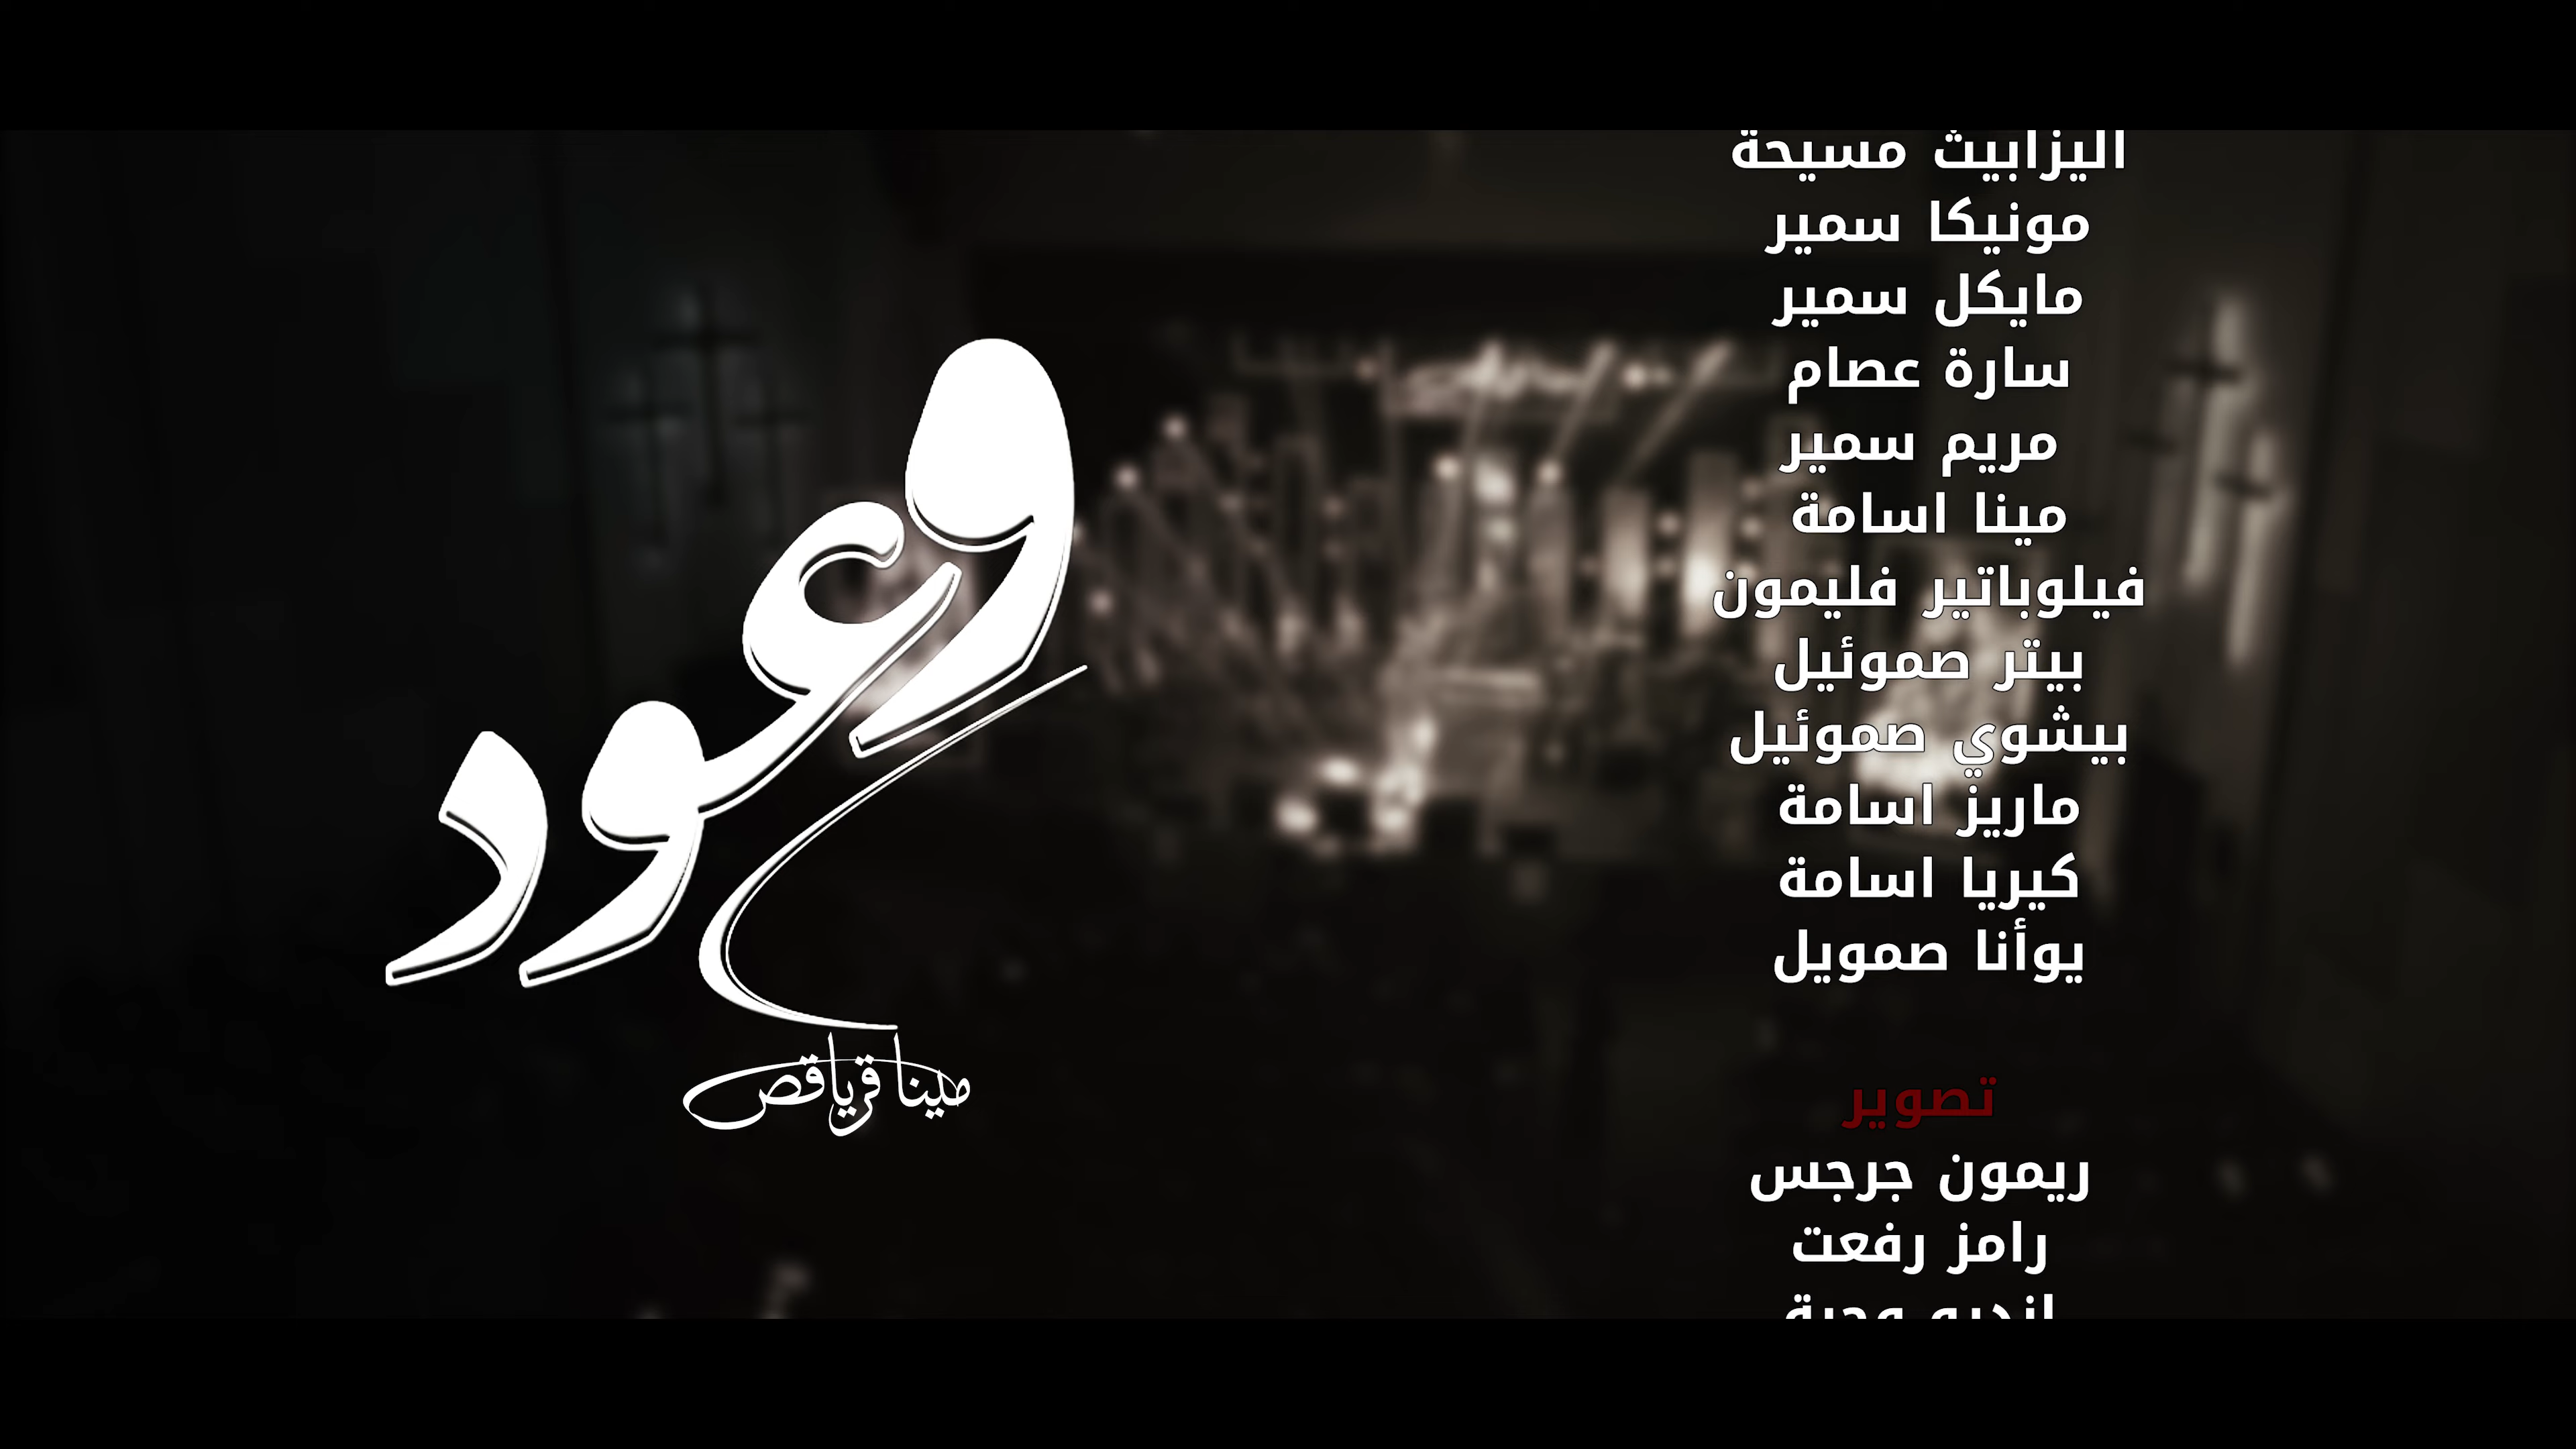 اليزابيث مسيحة
مونيكا سمير
مايكل سمير
سارة عصام
مريم سمير
مينا اسامة
فيلوباتير فليمون
بيتر صموئيل
بيشوي صموئيل
ماريز اسامة
كيريا اسامة
يوأنا صمويل
تصوير
ريمون جرجس
رامز رفعت
وعود
مينا قرياقص